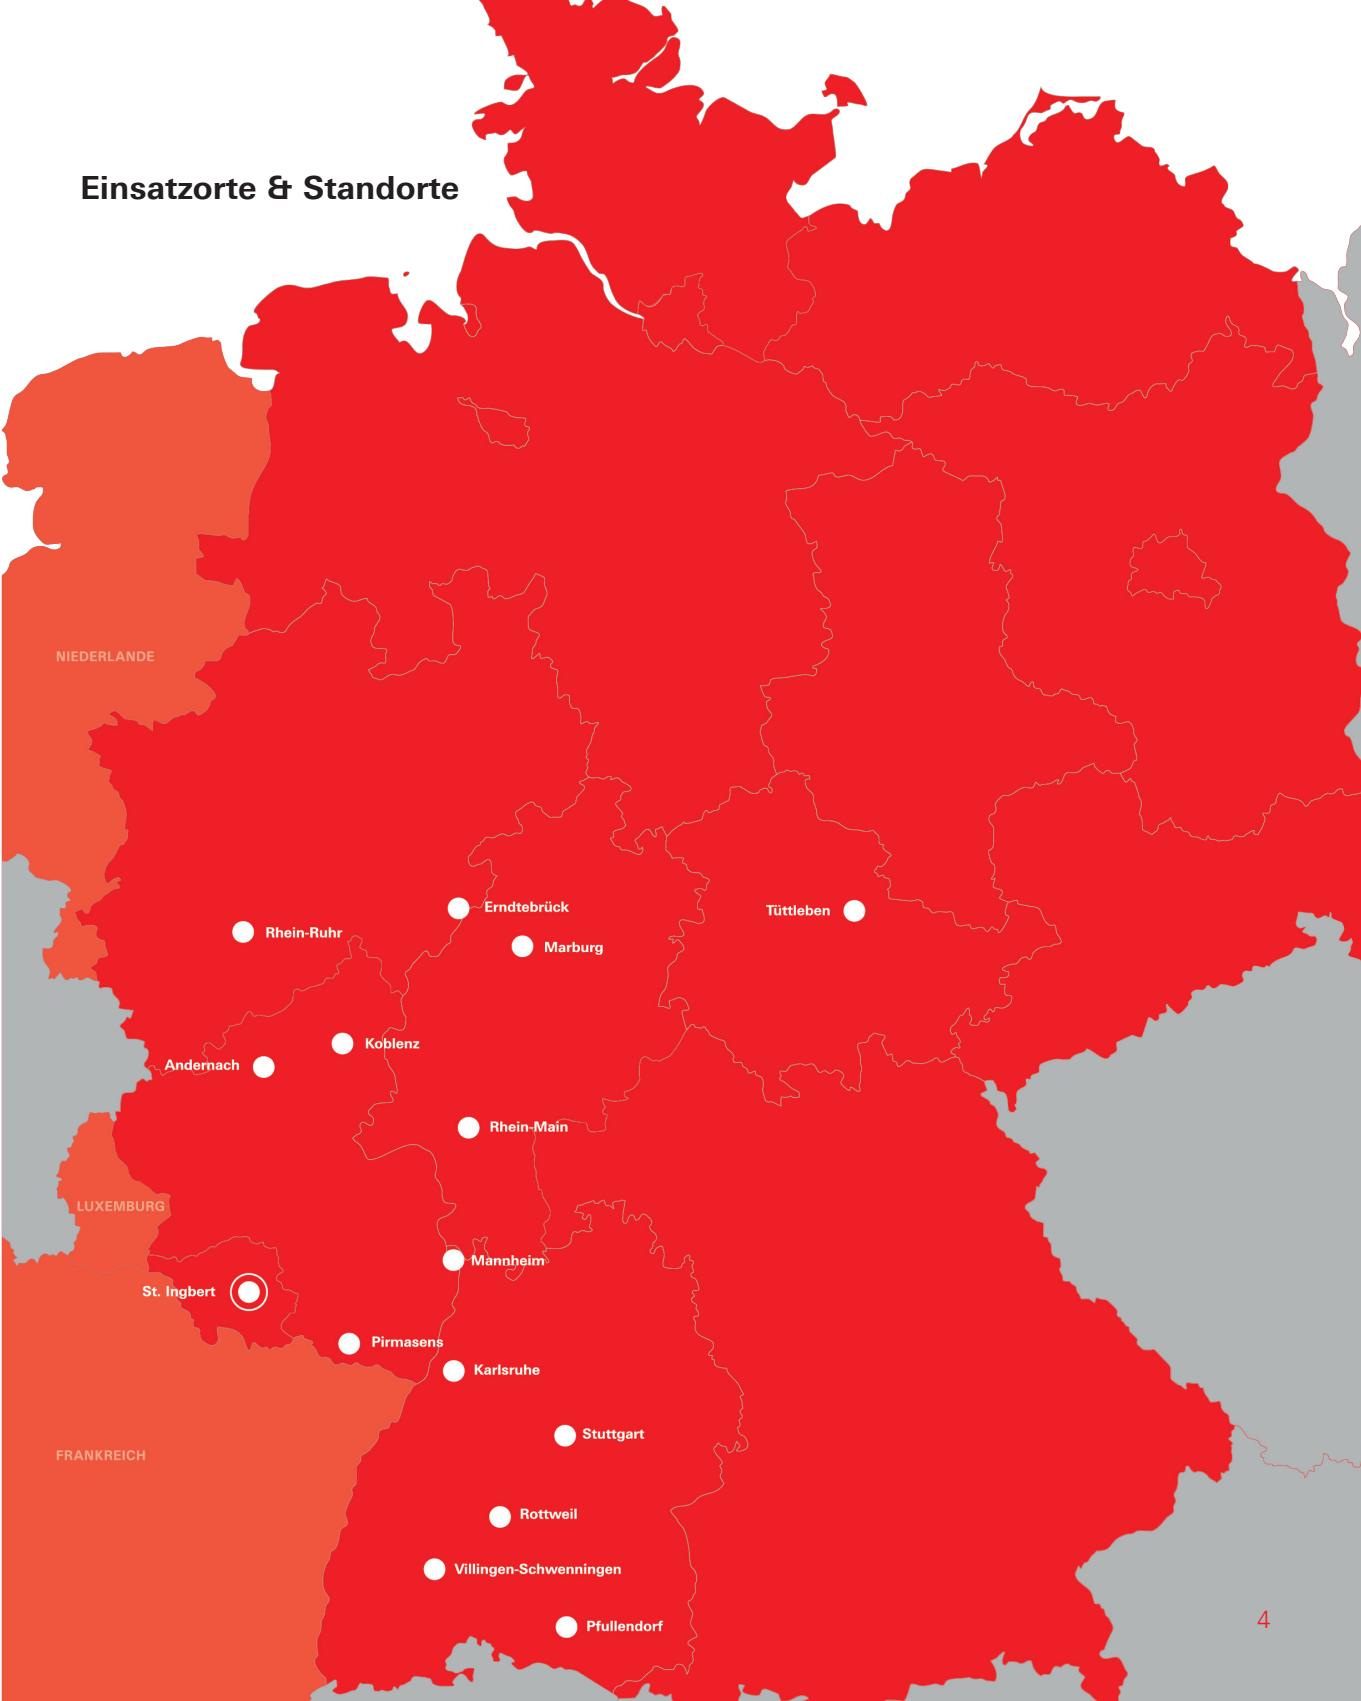 Einsatzorte & Standorte
NIEDERLANDE
Erndtebrück
Tüttleben
Rhein-Ruhr
Marburg
Koblenz
Andernach
Rhein-Main
LUXEMBURG
Mannheim
St. Ingbert
Pirmasens
Karlsruhe
Stuttgart
FRANKREICH
Rottweil
Villingen-Schwenningen
Pfullendorf
4